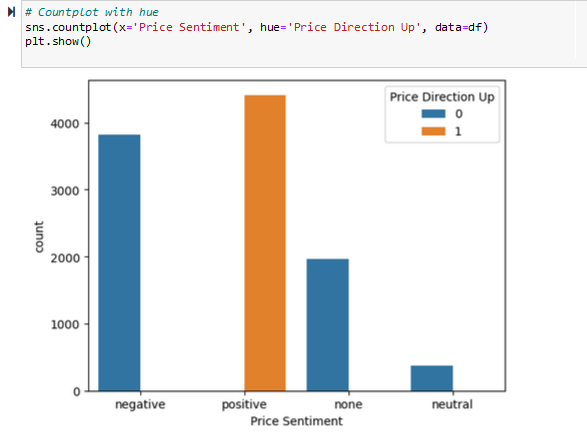 # Countplot with hue
sns.countplot(x='Price Sentiment', hue='Price Direction Up', data=df)
plt.show()
Price Direction Up
0
1
4000
3000
2000
1000
0
count
negative positive none neutral
Price Sentiment